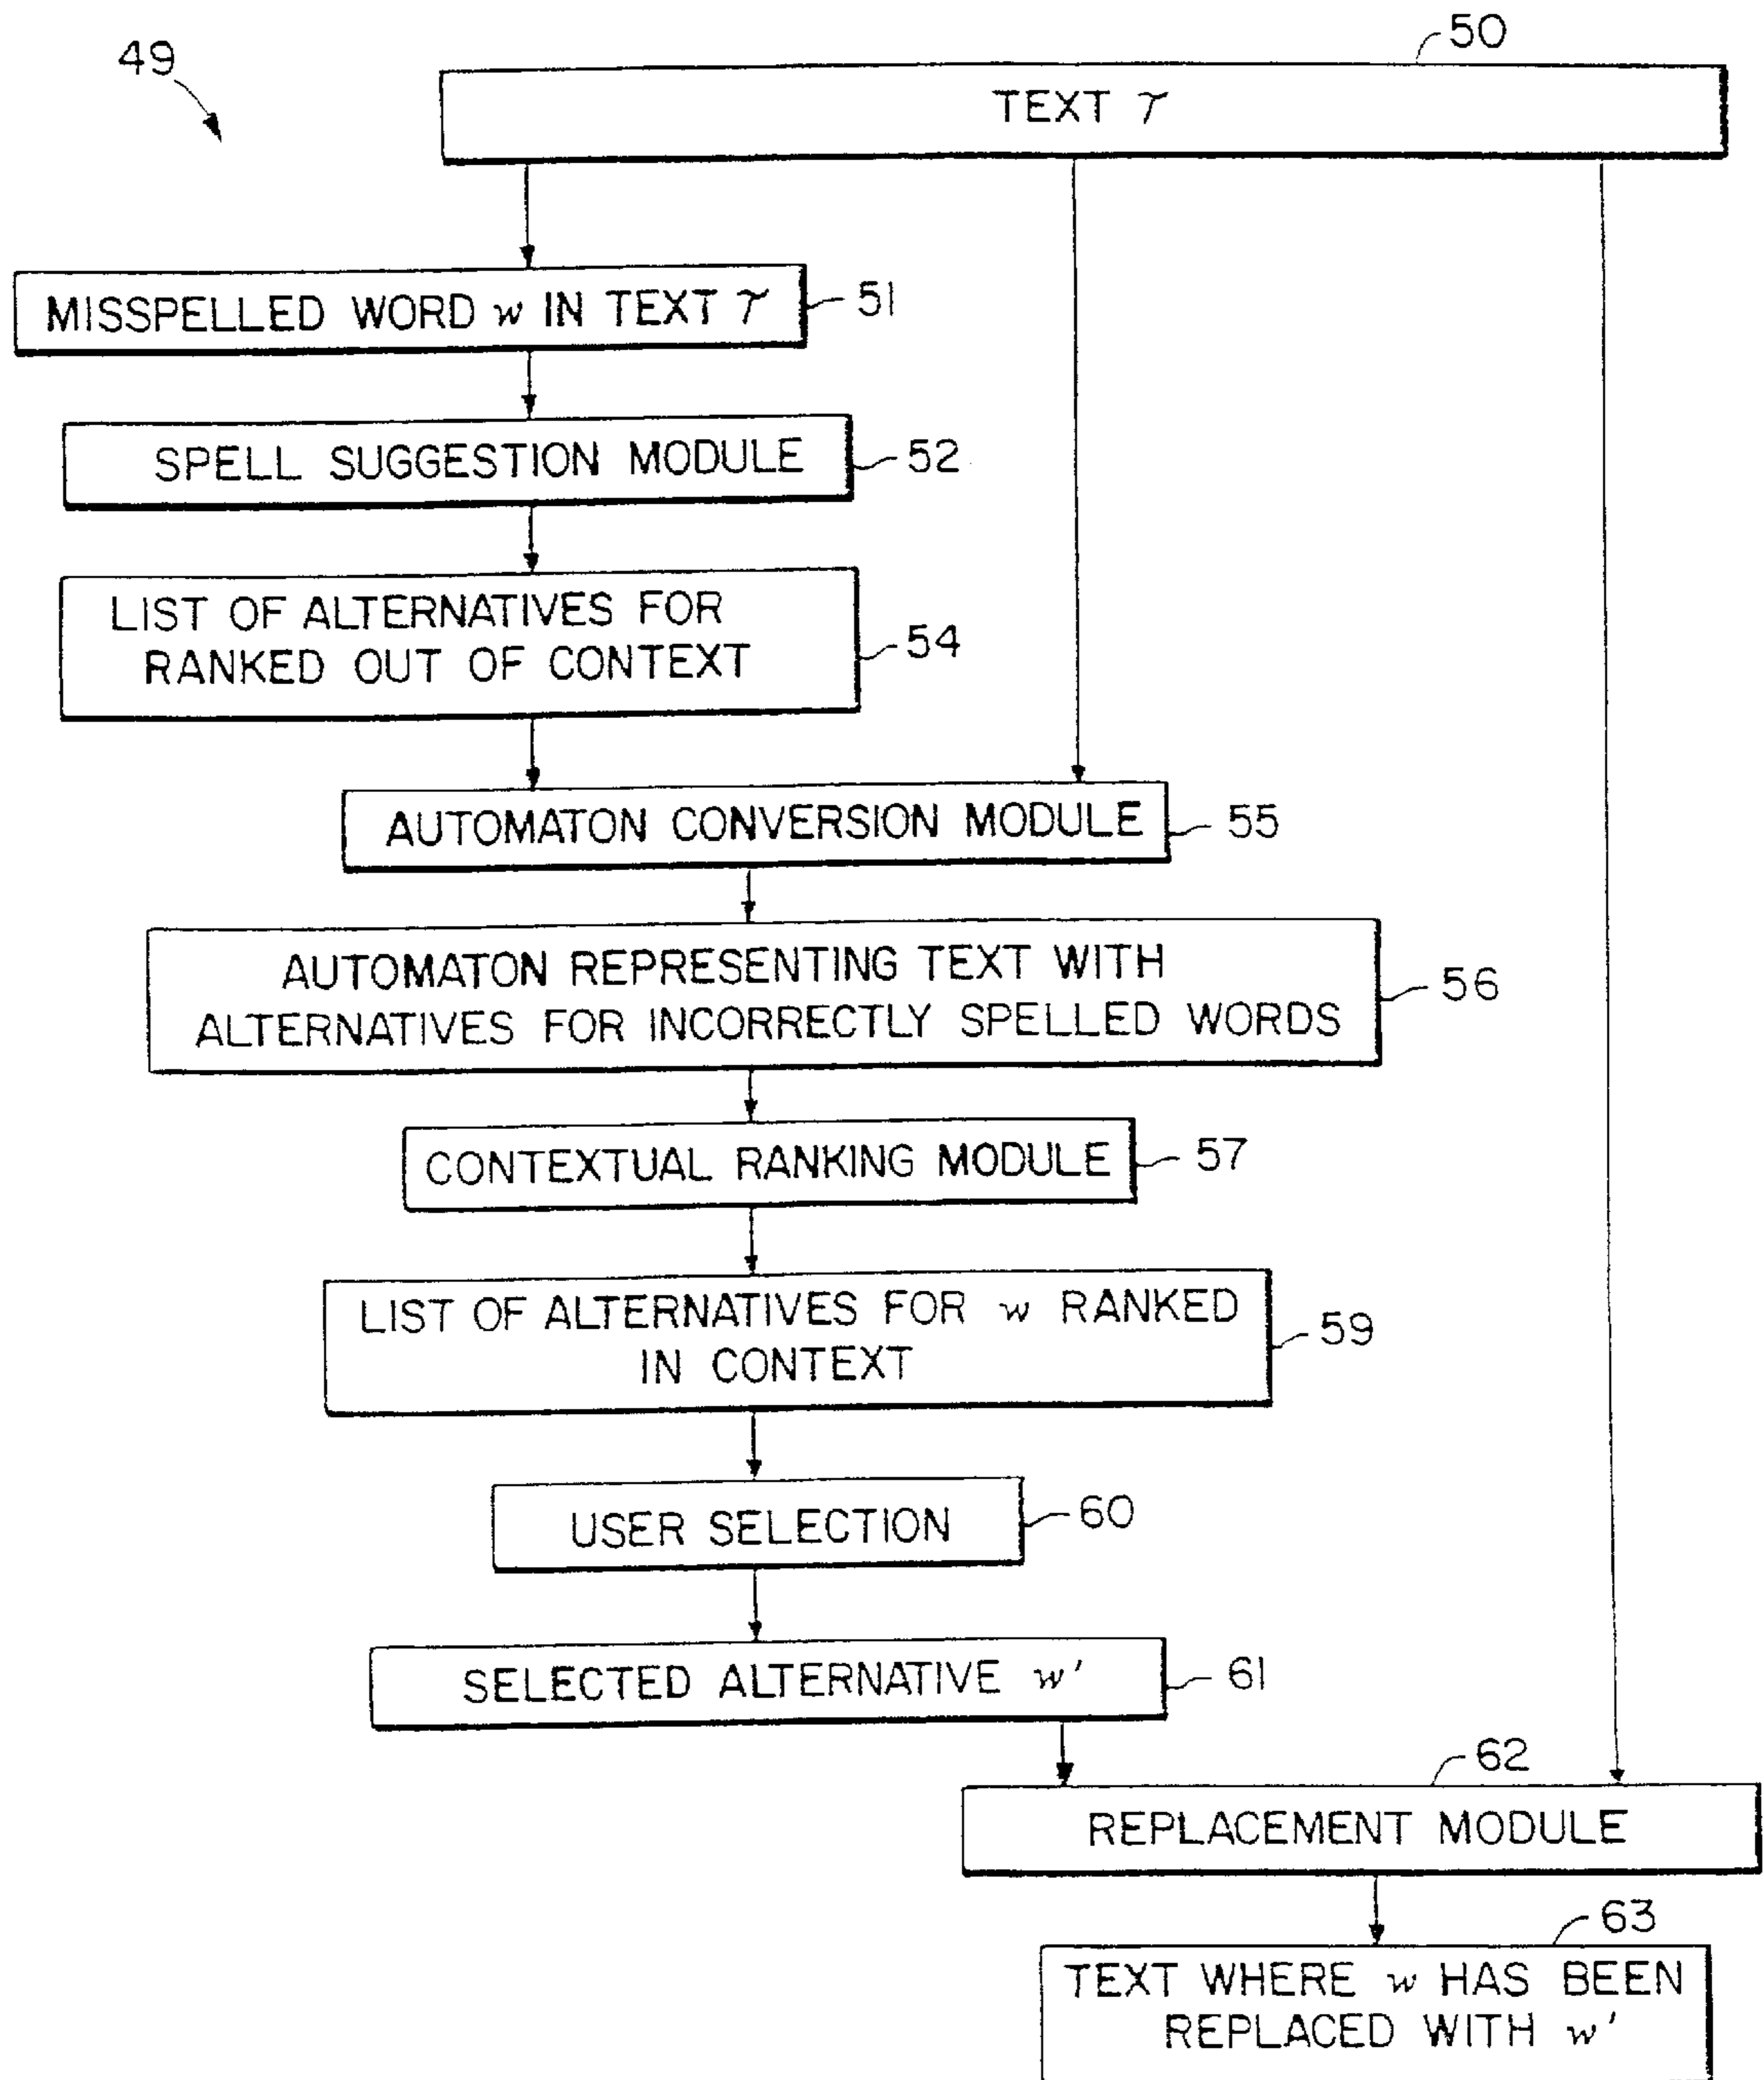 49
50
TEXT T
MISSPELLED WORD w IN TEXT T
51
SPELL SUGGESTION MODULE
52
LIST OF ALTERNATIVES FOR
RANKED OUT OF CONTEXT
54
AUTOMATON CONVERSION MODULE
55
AUTOMATON REPRESENTING TEXT WITH
ALTERNATIVES FOR INCORRECTLY SPELLED WORDS
56
CONTEXTUAL RANKING MODULE
57
LIST OF ALTERNATIVES FOR w RANKED
IN CONTEXT
59
USER SELECTION
60
SELECTED ALTERNATIVE w'
61
62
REPLACEMENT MODULE
63
TEXT WHERE w HAS BEEN
REPLACED WITH w'